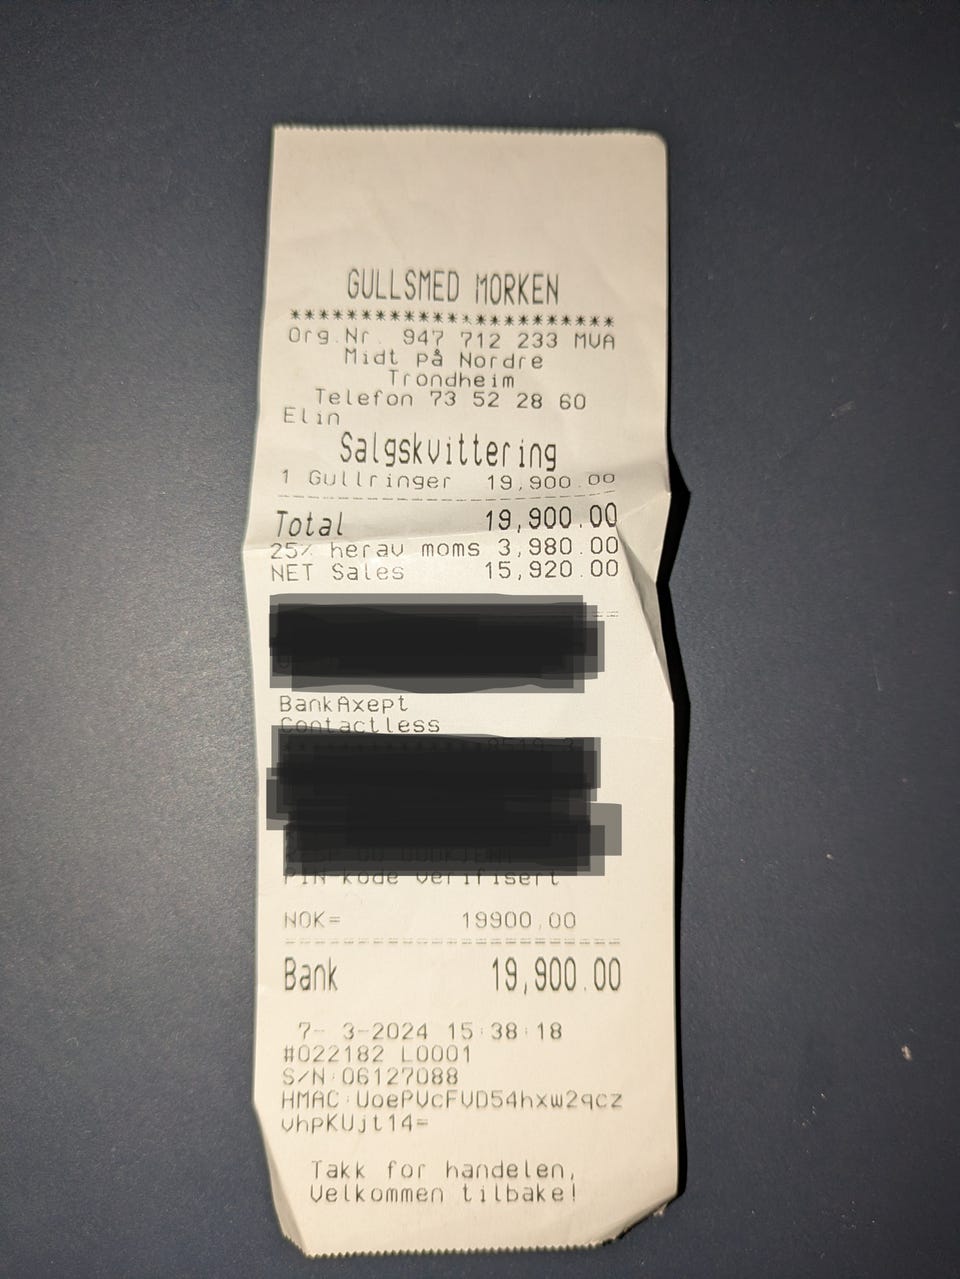 GULLSMED MORKEN
************************
Org.Nr. 947 712 233 MVA
Midt på Nordre
Trondheim
Telefon 73 52 28 60
Elin
Salgskvittering
1 Gullringer 19,900.00
Total 19,900.00
25% herav moms 3,980.00
NET Sales 15,920.00
BankAxept
Contactless
PIN-kode verifisert
NOK= 19900,00
Bank 19,900.00
7- 3-2024 15:38:18
#022182 L0001
S/N:06127088
HMAC:UoePVcFVD54hxw2qcz
vhpKUjt14=
Takk for handelen,
Velkommen tilbake!